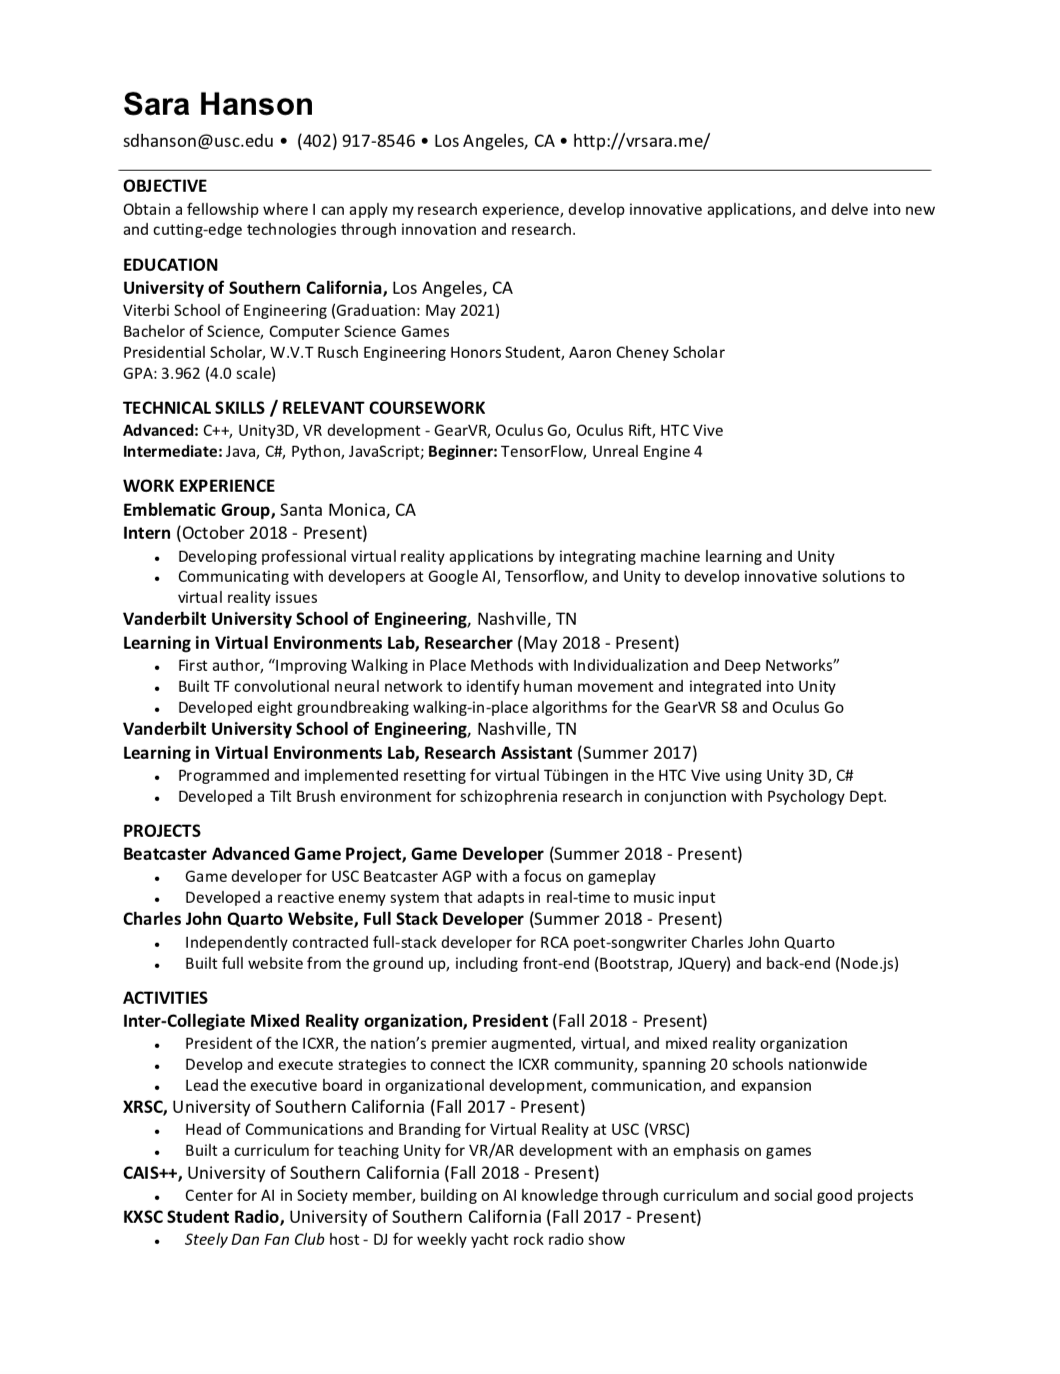 Sara Hanson
sdhanson@usc.edu • (402) 917-8546 • Los Angeles, CA • http://vrsara.me/
OBJECTIVE
Obtain a fellowship where I can apply my research experience, develop innovative applications, and delve into new
and cutting-edge technologies through innovation and research.
EDUCATION
University of Southern California, Los Angeles, CA
Viterbi School of Engineering (Graduation: May 2021)
Bachelor of Science, Computer Science Games
Presidential Scholar, W.V.T Rusch Engineering Honors Student, Aaron Cheney Scholar
GPA: 3.962 (4.0 scale)
TECHNICAL SKILLS / RELEVANT COURSEWORK
Advanced: C++, Unity3D, VR development - GearVR, Oculus Go, Oculus Rift, HTC Vive
Intermediate: Java, C#, Python, JavaScript; Beginner: TensorFlow, Unreal Engine 4
WORK EXPERIENCE
Emblematic Group, Santa Monica, CA
Intern (October 2018 - Present)
• Developing professional virtual reality applications by integrating machine learning and Unity
• Communicating with developers at Google AI, Tensorflow, and Unity to develop innovative solutions to
virtual reality issues
Vanderbilt University School of Engineering, Nashville, TN
Learning in Virtual Environments Lab, Researcher (May 2018 - Present)
• First author, “Improving Walking in Place Methods with Individualization and Deep Networks”
• Built TF convolutional neural network to identify human movement and integrated into Unity
• Developed eight groundbreaking walking-in-place algorithms for the GearVR S8 and Oculus Go
Vanderbilt University School of Engineering, Nashville, TN
Learning in Virtual Environments Lab, Research Assistant (Summer 2017)
• Programmed and implemented resetting for virtual Tübingen in the HTC Vive using Unity 3D, C#
• Developed a Tilt Brush environment for schizophrenia research in conjunction with Psychology Dept.
PROJECTS
Beatcaster Advanced Game Project, Game Developer (Summer 2018 - Present)
• Game developer for USC Beatcaster AGP with a focus on gameplay
• Developed a reactive enemy system that adapts in real-time to music input
Charles John Quarto Website, Full Stack Developer (Summer 2018 - Present)
• Independently contracted full-stack developer for RCA poet-songwriter Charles John Quarto
• Built full website from the ground up, including front-end (Bootstrap, JQuery) and back-end (Node.js)
ACTIVITIES
Inter-Collegiate Mixed Reality organization, President (Fall 2018 - Present)
• President of the ICXR, the nation’s premier augmented, virtual, and mixed reality organization
• Develop and execute strategies to connect the ICXR community, spanning 20 schools nationwide
• Lead the executive board in organizational development, communication, and expansion
XRSC, University of Southern California (Fall 2017 - Present)
• Head of Communications and Branding for Virtual Reality at USC (VRSC)
• Built a curriculum for teaching Unity for VR/AR development with an emphasis on games
CAIS++, University of Southern California (Fall 2018 - Present)
• Center for AI in Society member, building on AI knowledge through curriculum and social good projects
KXSC Student Radio, University of Southern California (Fall 2017 - Present)
• Steely Dan Fan Club host - DJ for weekly yacht rock radio show